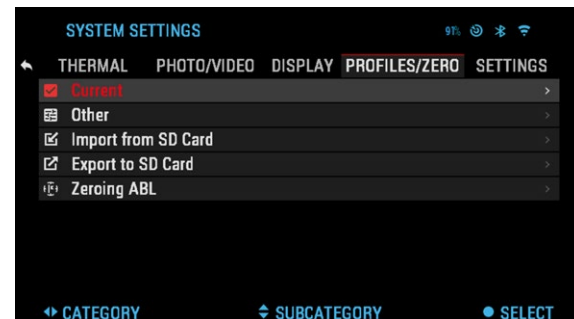 SYSTEM SETTINGS 91%
THERMAL PHOTO/VIDEO DISPLAY PROFILES/ZERO SETTINGS
Current
Other
Import from SD Card
Export to SD Card
Zeroing ABL
CATEGORY SUBCATEGORY SELECT